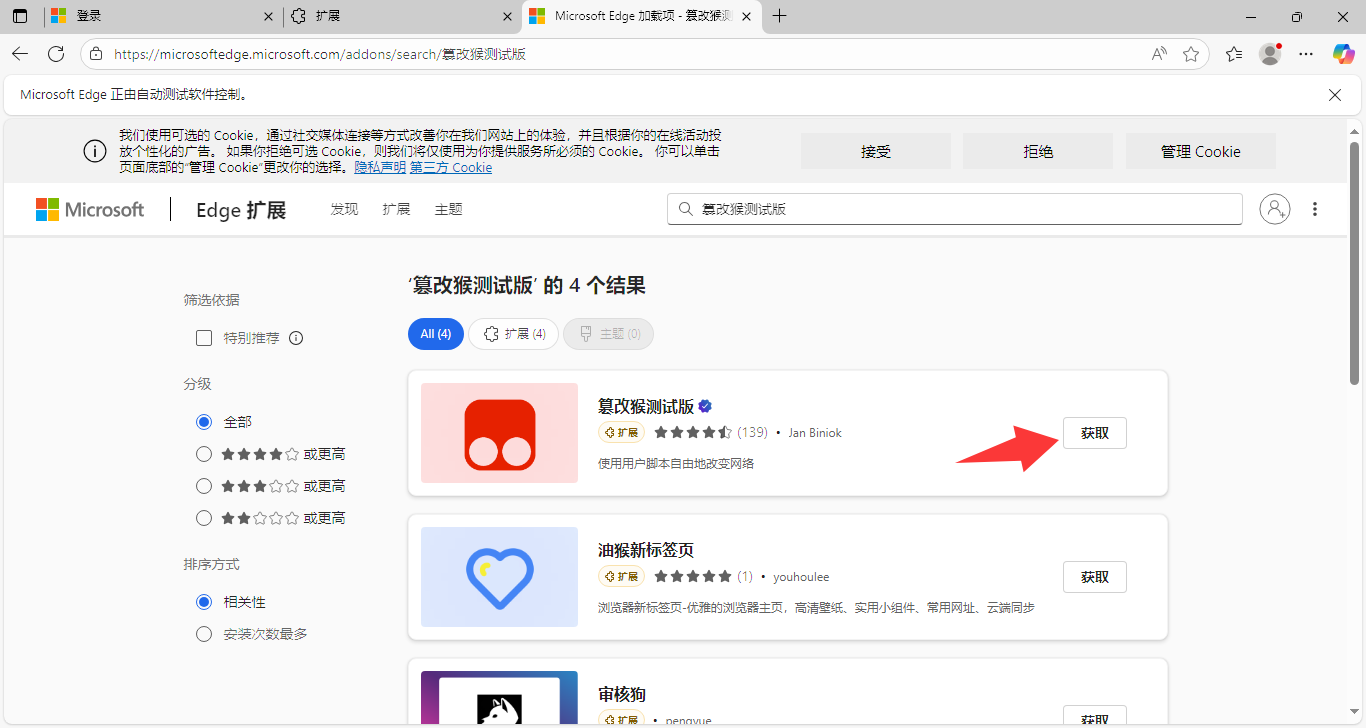 登录
扩展
Microsoft Edge 加载项 - 篡改猴测
https://microsoftedge.microsoft.com/addons/search/篡改猴测试版
Microsoft Edge 正由自动测试软件控制。
我们使用可选的 Cookie，通过社交媒体连接等方式改善你在我们网站上的体验，并且根据你的在线活动投
放个性化的广告。 如果你拒绝可选 Cookie，则我们将仅使用为你提供服务所必须的 Cookie。 你可以单击
页面底部的“管理 Cookie”更改你的选择。隐私声明 第三方 Cookie
接受
拒绝
管理 Cookie
Microsoft
Edge 扩展
发现
扩展
主题
篡改猴测试版
‘篡改猴测试版’ 的 4 个结果
筛选依据
特别推荐
分级
全部
或更高
或更高
或更高
排序方式
相关性
安装次数最多
All (4)
扩展 (4)
主题 (0)
篡改猴测试版
扩展
(139) • Jan Biniok
使用用户脚本自由地改变网络
获取
油猴新标签页
扩展
(1) • youhoulee
浏览器新标签页-优雅的浏览器主页，高清壁纸、实用小组件、常用网址、云端同步
获取
审核狗
扩展
• pengyue
获取